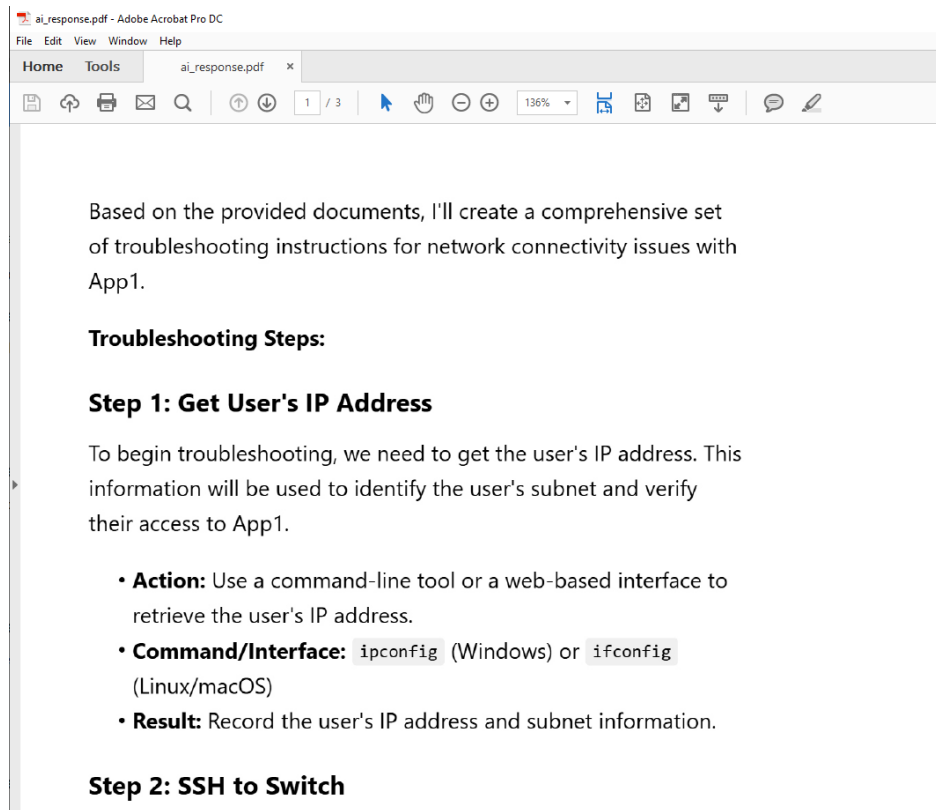 ai_response.pdf - Adobe Acrobat Pro DC
File Edit View Window Help
Home Tools ai_response.pdf ×
1 / 3 136%
Based on the provided documents, I'll create a comprehensive set
of troubleshooting instructions for network connectivity issues with
App1.
Troubleshooting Steps:
Step 1: Get User's IP Address
To begin troubleshooting, we need to get the user's IP address. This
information will be used to identify the user's subnet and verify
their access to App1.
• Action: Use a command-line tool or a web-based interface to
retrieve the user's IP address.
• Command/Interface: ipconfig (Windows) or ifconfig
(Linux/macOS)
• Result: Record the user's IP address and subnet information.
Step 2: SSH to Switch